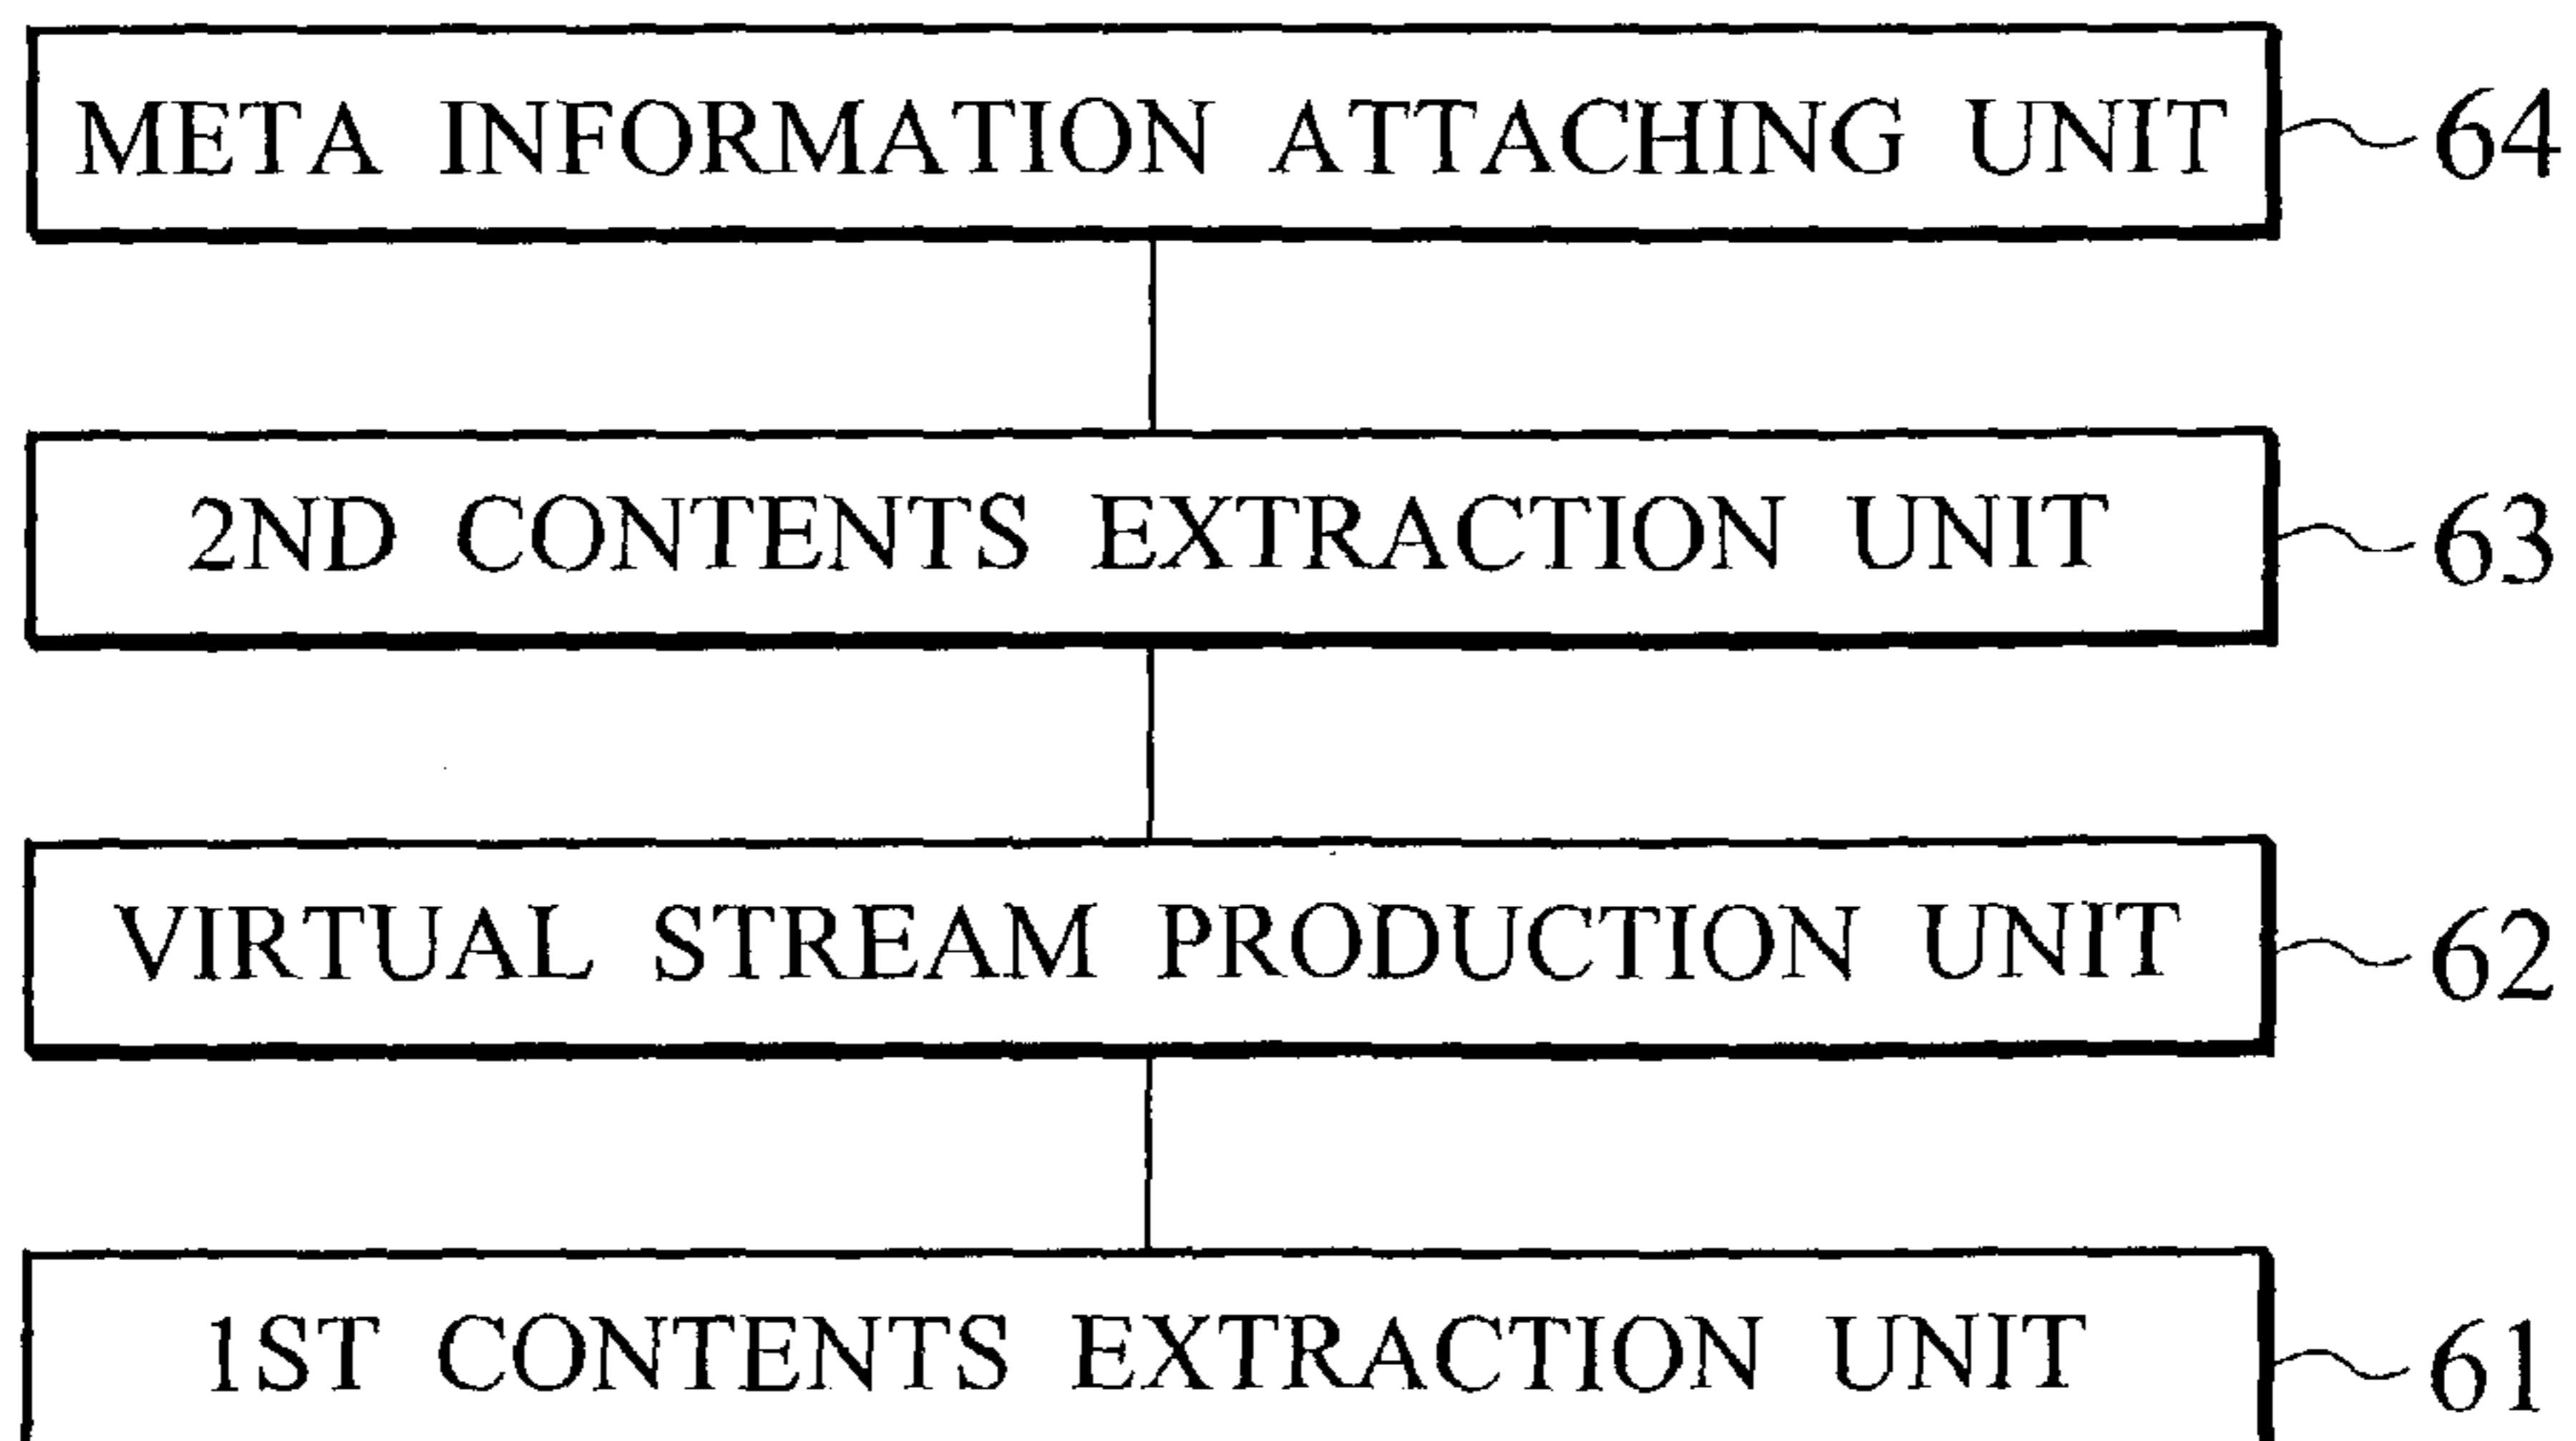 META INFORMATION ATTACHING UNIT 64
2ND CONTENTS EXTRACTION UNIT 63
VIRTUAL STREAM PRODUCTION UNIT 62
1ST CONTENTS EXTRACTION UNIT 61